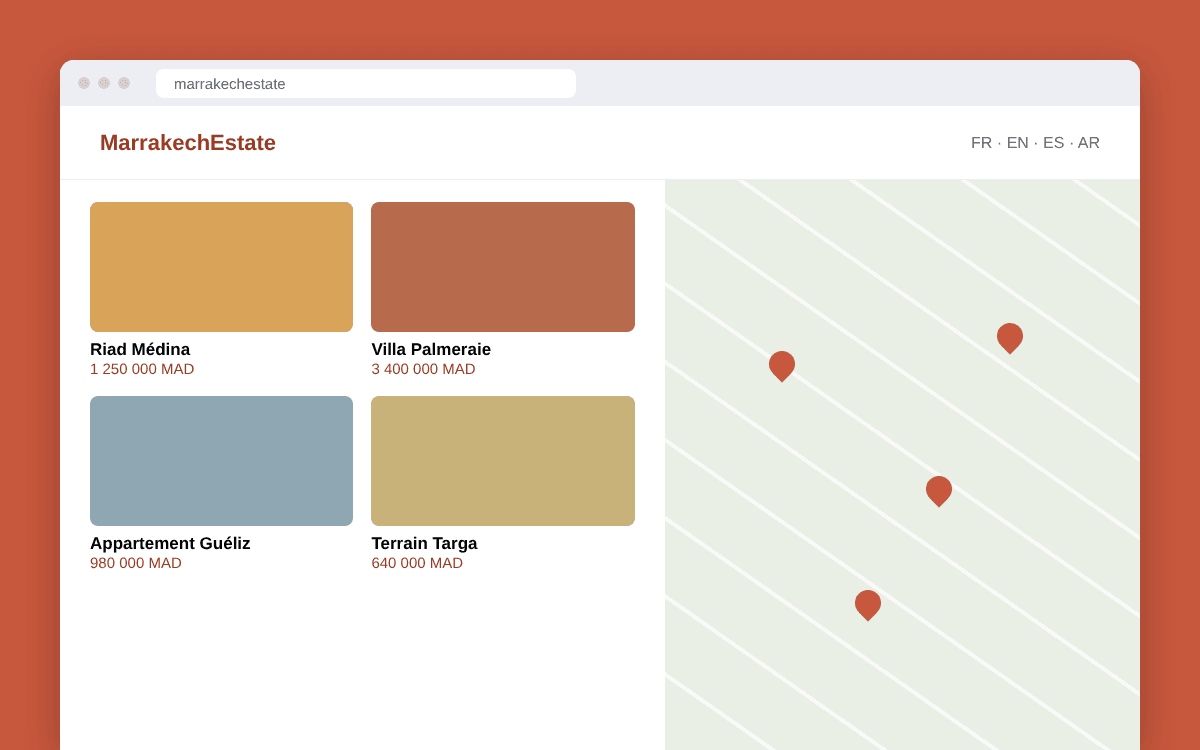 marrakechestate
MarrakechEstate
FR · EN · ES · AR
Riad Médina
1 250 000 MAD
Villa Palmeraie
3 400 000 MAD
Appartement Guéliz
980 000 MAD
Terrain Targa
640 000 MAD